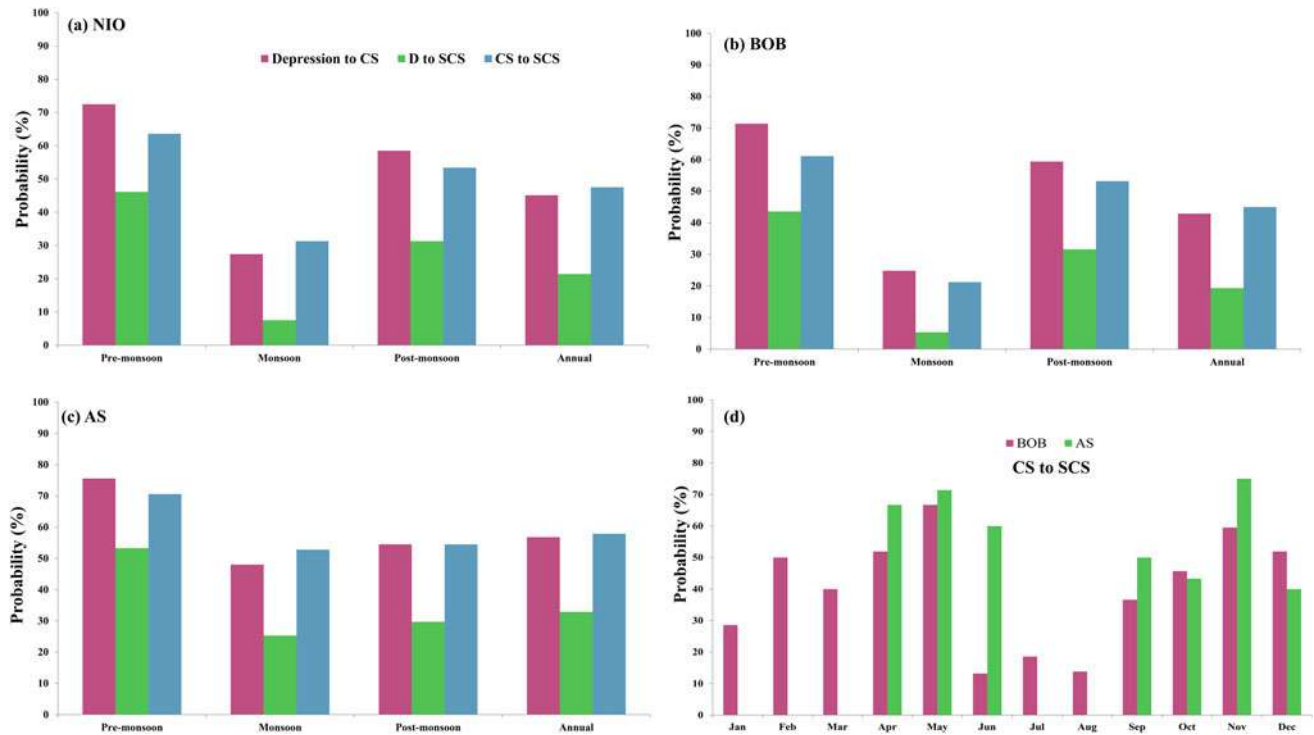 (a) NIO
Depression to CS D to SCS CS to SCS
Probability (%)
100
90
80
70
60
50
40
30
20
10
0
Pre-monsoon Monsoon Post-monsoon Annual
(b) BOB
Probability (%)
100
90
80
70
60
50
40
30
20
10
0
Pre-monsoon Monsoon Post-monsoon Annual
(c) AS
Probability (%)
100
90
80
70
60
50
40
30
20
10
0
Pre-monsoon Monsoon Post-monsoon Annual
(d)
BOB AS
CS to SCS
Probability (%)
100
90
80
70
60
50
40
30
20
10
0
Jan Feb Mar Apr May Jun Jul Aug Sep Oct Nov Dec